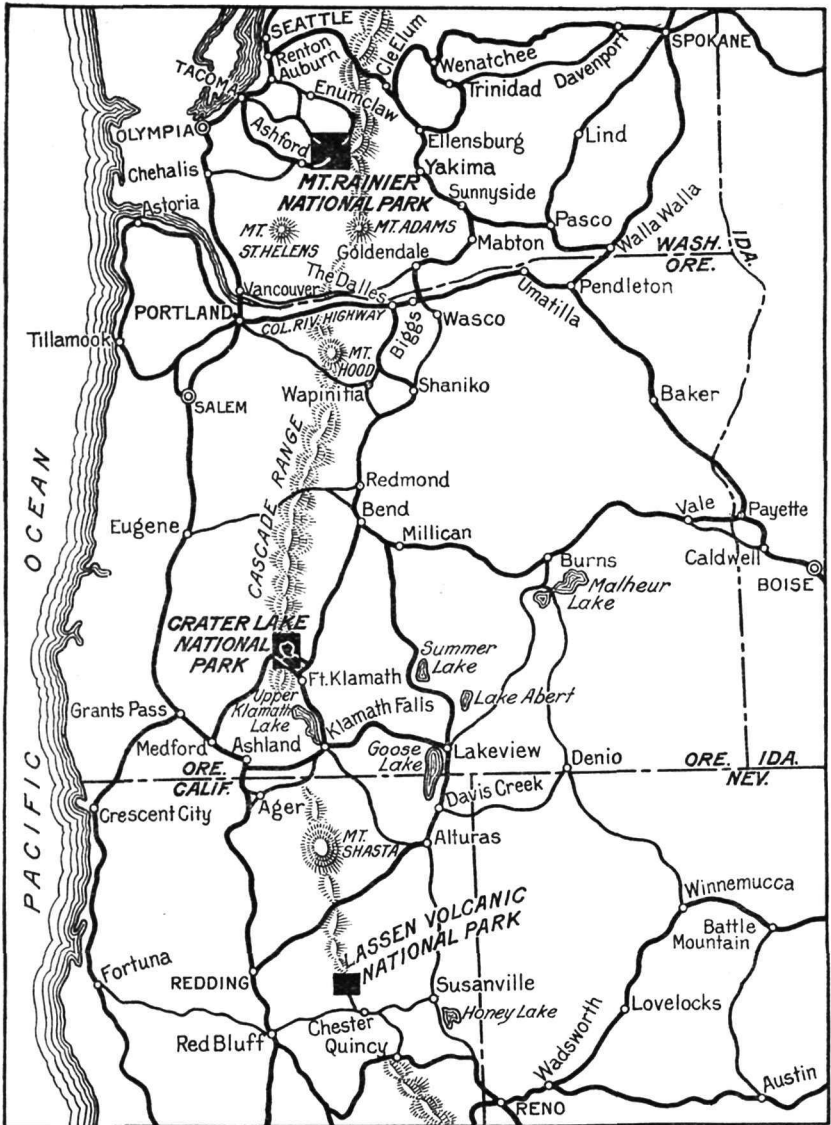 SEATTLE
Renton
Auburn
TACOMA
Enumclaw
OLYMPIA
Ashford
Chehalis
Astoria
CleElum
Wenatchee
Trinidad
Davenport
SPOKANE
Ellensburg
Yakima
Sunnyside
Lind
Pasco
Walla Walla
Mabton
MT. RAINIER
NATIONAL PARK
MT.
ST.HELENS
MT.ADAMS
Goldendale
WASH.
ORE.
IDA.
The Dalles
Vancouver
PORTLAND
COL.RIV.HIGHWAY
Biggs
Wasco
Umatilla
Pendleton
Tillamook
MT.
HOOD
Wapinitia
Shaniko
SALEM
Baker
CASCADE RANGE
Redmond
Bend
Millican
Eugene
Vale
Payette
Caldwell
BOISE
Burns
Malheur
Lake
PACIFIC OCEAN
CRATER LAKE
NATIONAL
PARK
Ft.Klamath
Summer
Lake
Lake Abert
Upper
Klamath
Lake
Klamath Falls
Grants Pass
Medford
Ashland
Goose
Lake
Lakeview
Denio
ORE.
CALIF.
ORE. IDA.
NEV.
Crescent City
Ager
Davis Creek
MT.
SHASTA
Alturas
LASSEN VOLCANIC
NATIONAL PARK
Winnemucca
Battle
Mountain
Fortuna
REDDING
Susanville
Honey Lake
Lovelocks
Red Bluff
Chester
Quincy
Wadsworth
RENO
Austin